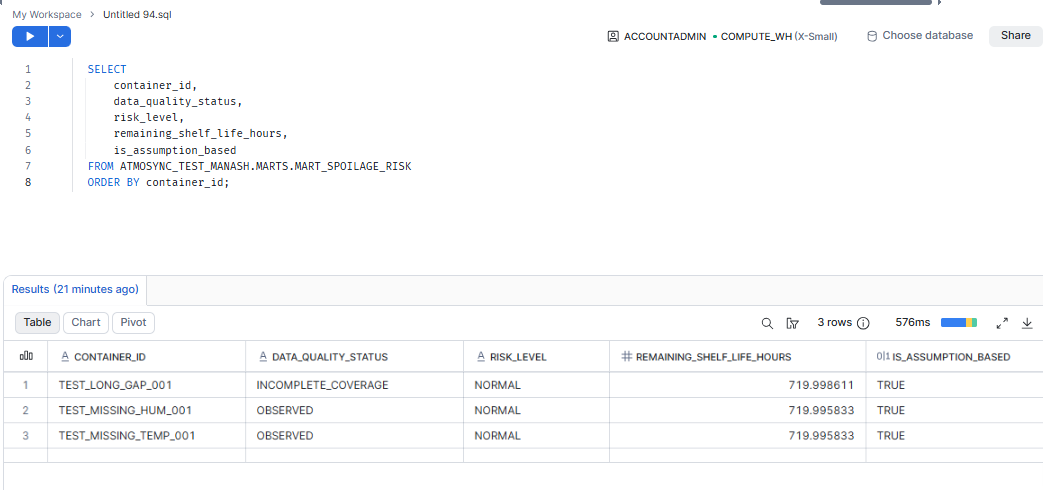 My Workspace > Untitled 94.sql
ACCOUNTADMIN • COMPUTE_WH (X-Small) Choose database Share
1 SELECT
2 container_id,
3 data_quality_status,
4 risk_level,
5 remaining_shelf_life_hours,
6 is_assumption_based
7 FROM ATMOSYNC_TEST_MANASH.MARTS.MART_SPOILAGE_RISK
8 ORDER BY container_id;
Results (21 minutes ago)
Table Chart Pivot 3 rows 576ms
A CONTAINER_ID A DATA_QUALITY_STATUS A RISK_LEVEL # REMAINING_SHELF_LIFE_HOURS 0|1 IS_ASSUMPTION_BASED
1 TEST_LONG_GAP_001 INCOMPLETE_COVERAGE NORMAL 719.998611 TRUE
2 TEST_MISSING_HUM_001 OBSERVED NORMAL 719.995833 TRUE
3 TEST_MISSING_TEMP_001 OBSERVED NORMAL 719.995833 TRUE